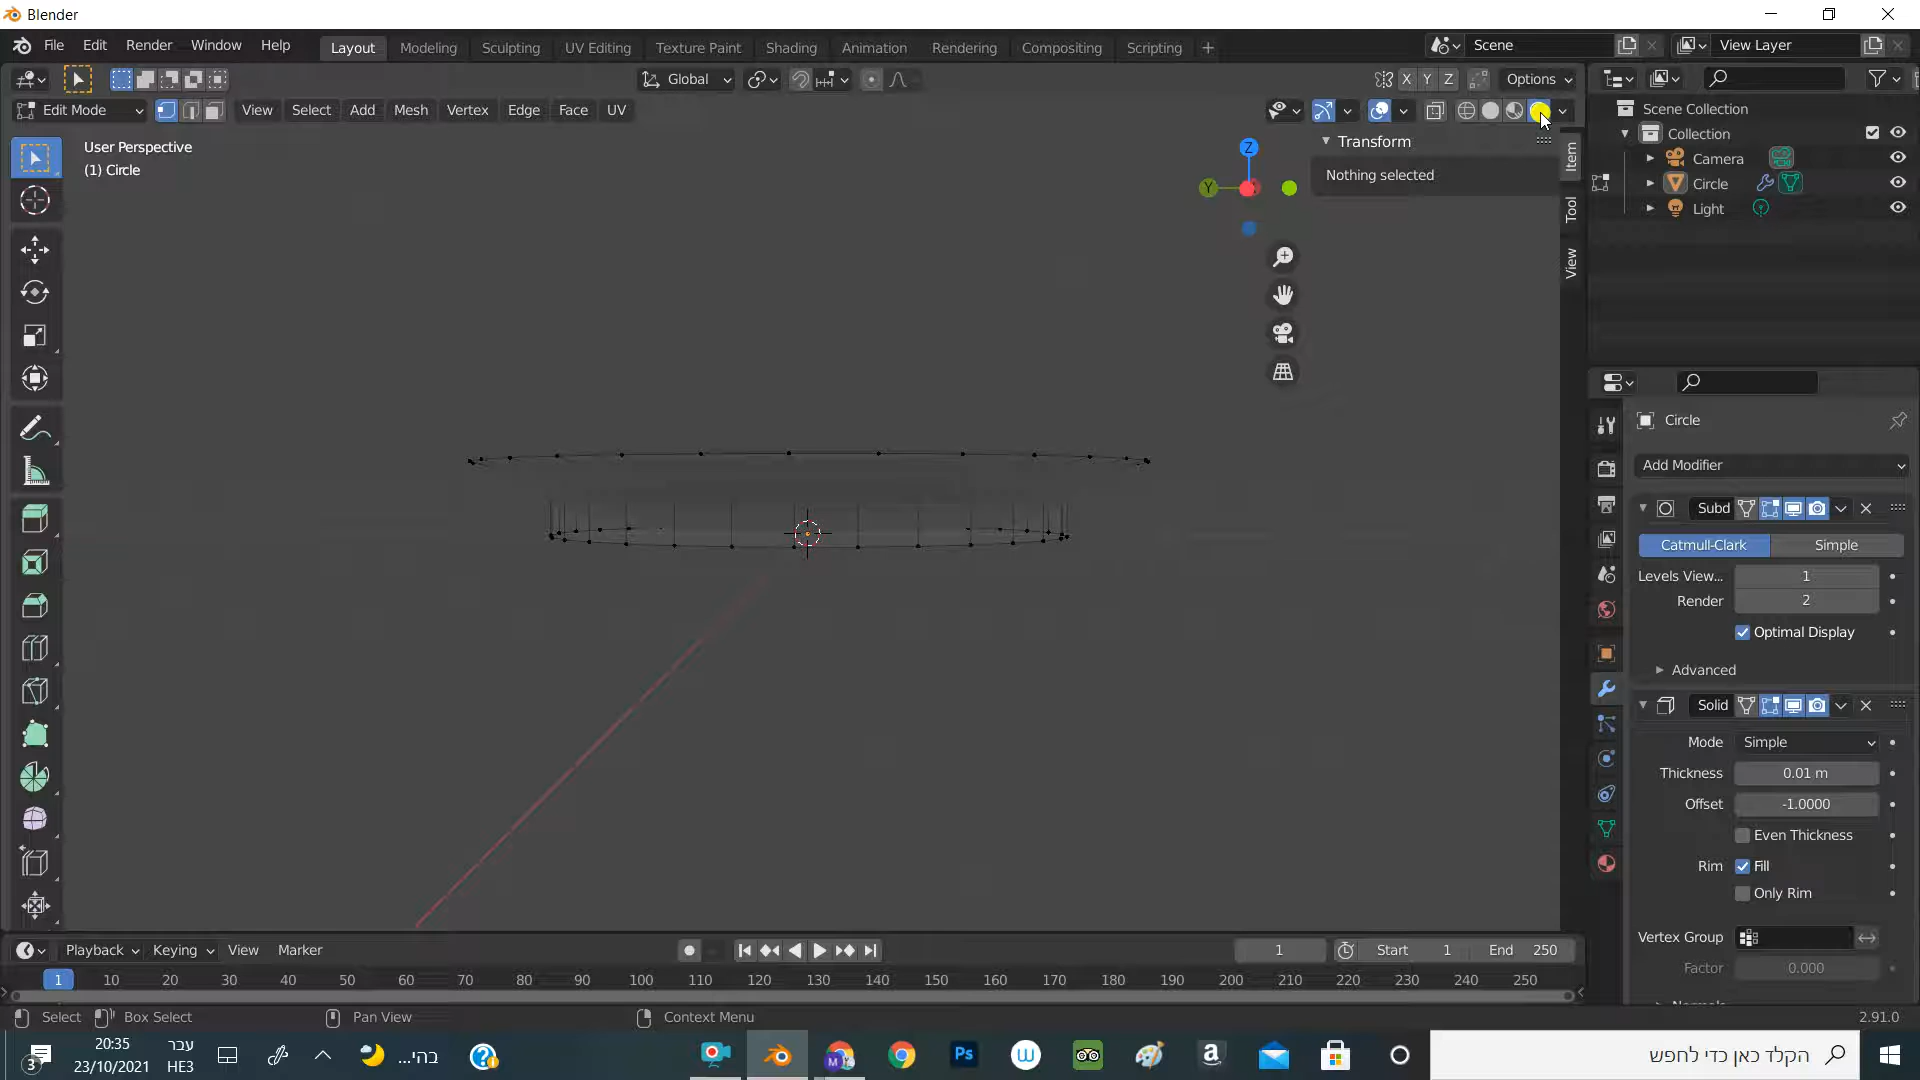 Blender
File Edit Render Window Help Layout Modeling Sculpting UV Editing Texture Paint Shading Animation Rendering Compositing Scripting + Scene View Layer
Global X Y Z Options
Edit Mode View Select Add Mesh Vertex Edge Face UV
User Perspective
(1) Circle
Z
Y
Transform
Nothing selected
Item
Tool
View
Scene Collection
Collection
Camera
Circle
Light
Circle
Add Modifier
Subd
Catmull-Clark Simple
Levels View... 1
Render 2
Optimal Display
Advanced
Solid
Mode Simple
Thickness 0.01 m
Offset -1.0000
Even Thickness
Rim Fill
Only Rim
Vertex Group
Factor 0.000
Playback Keying View Marker 1 Start 1 End 250
1 10 20 30 40 50 60 70 80 90 100 110 120 130 140 150 160 170 180 190 200 210 220 230 240 250
Select Box Select Pan View Context Menu 2.91.0
3
20:35
23/10/2021
עבר
HE3
בהי...
M Y
Ps
הקלד כאן כדי לחפש